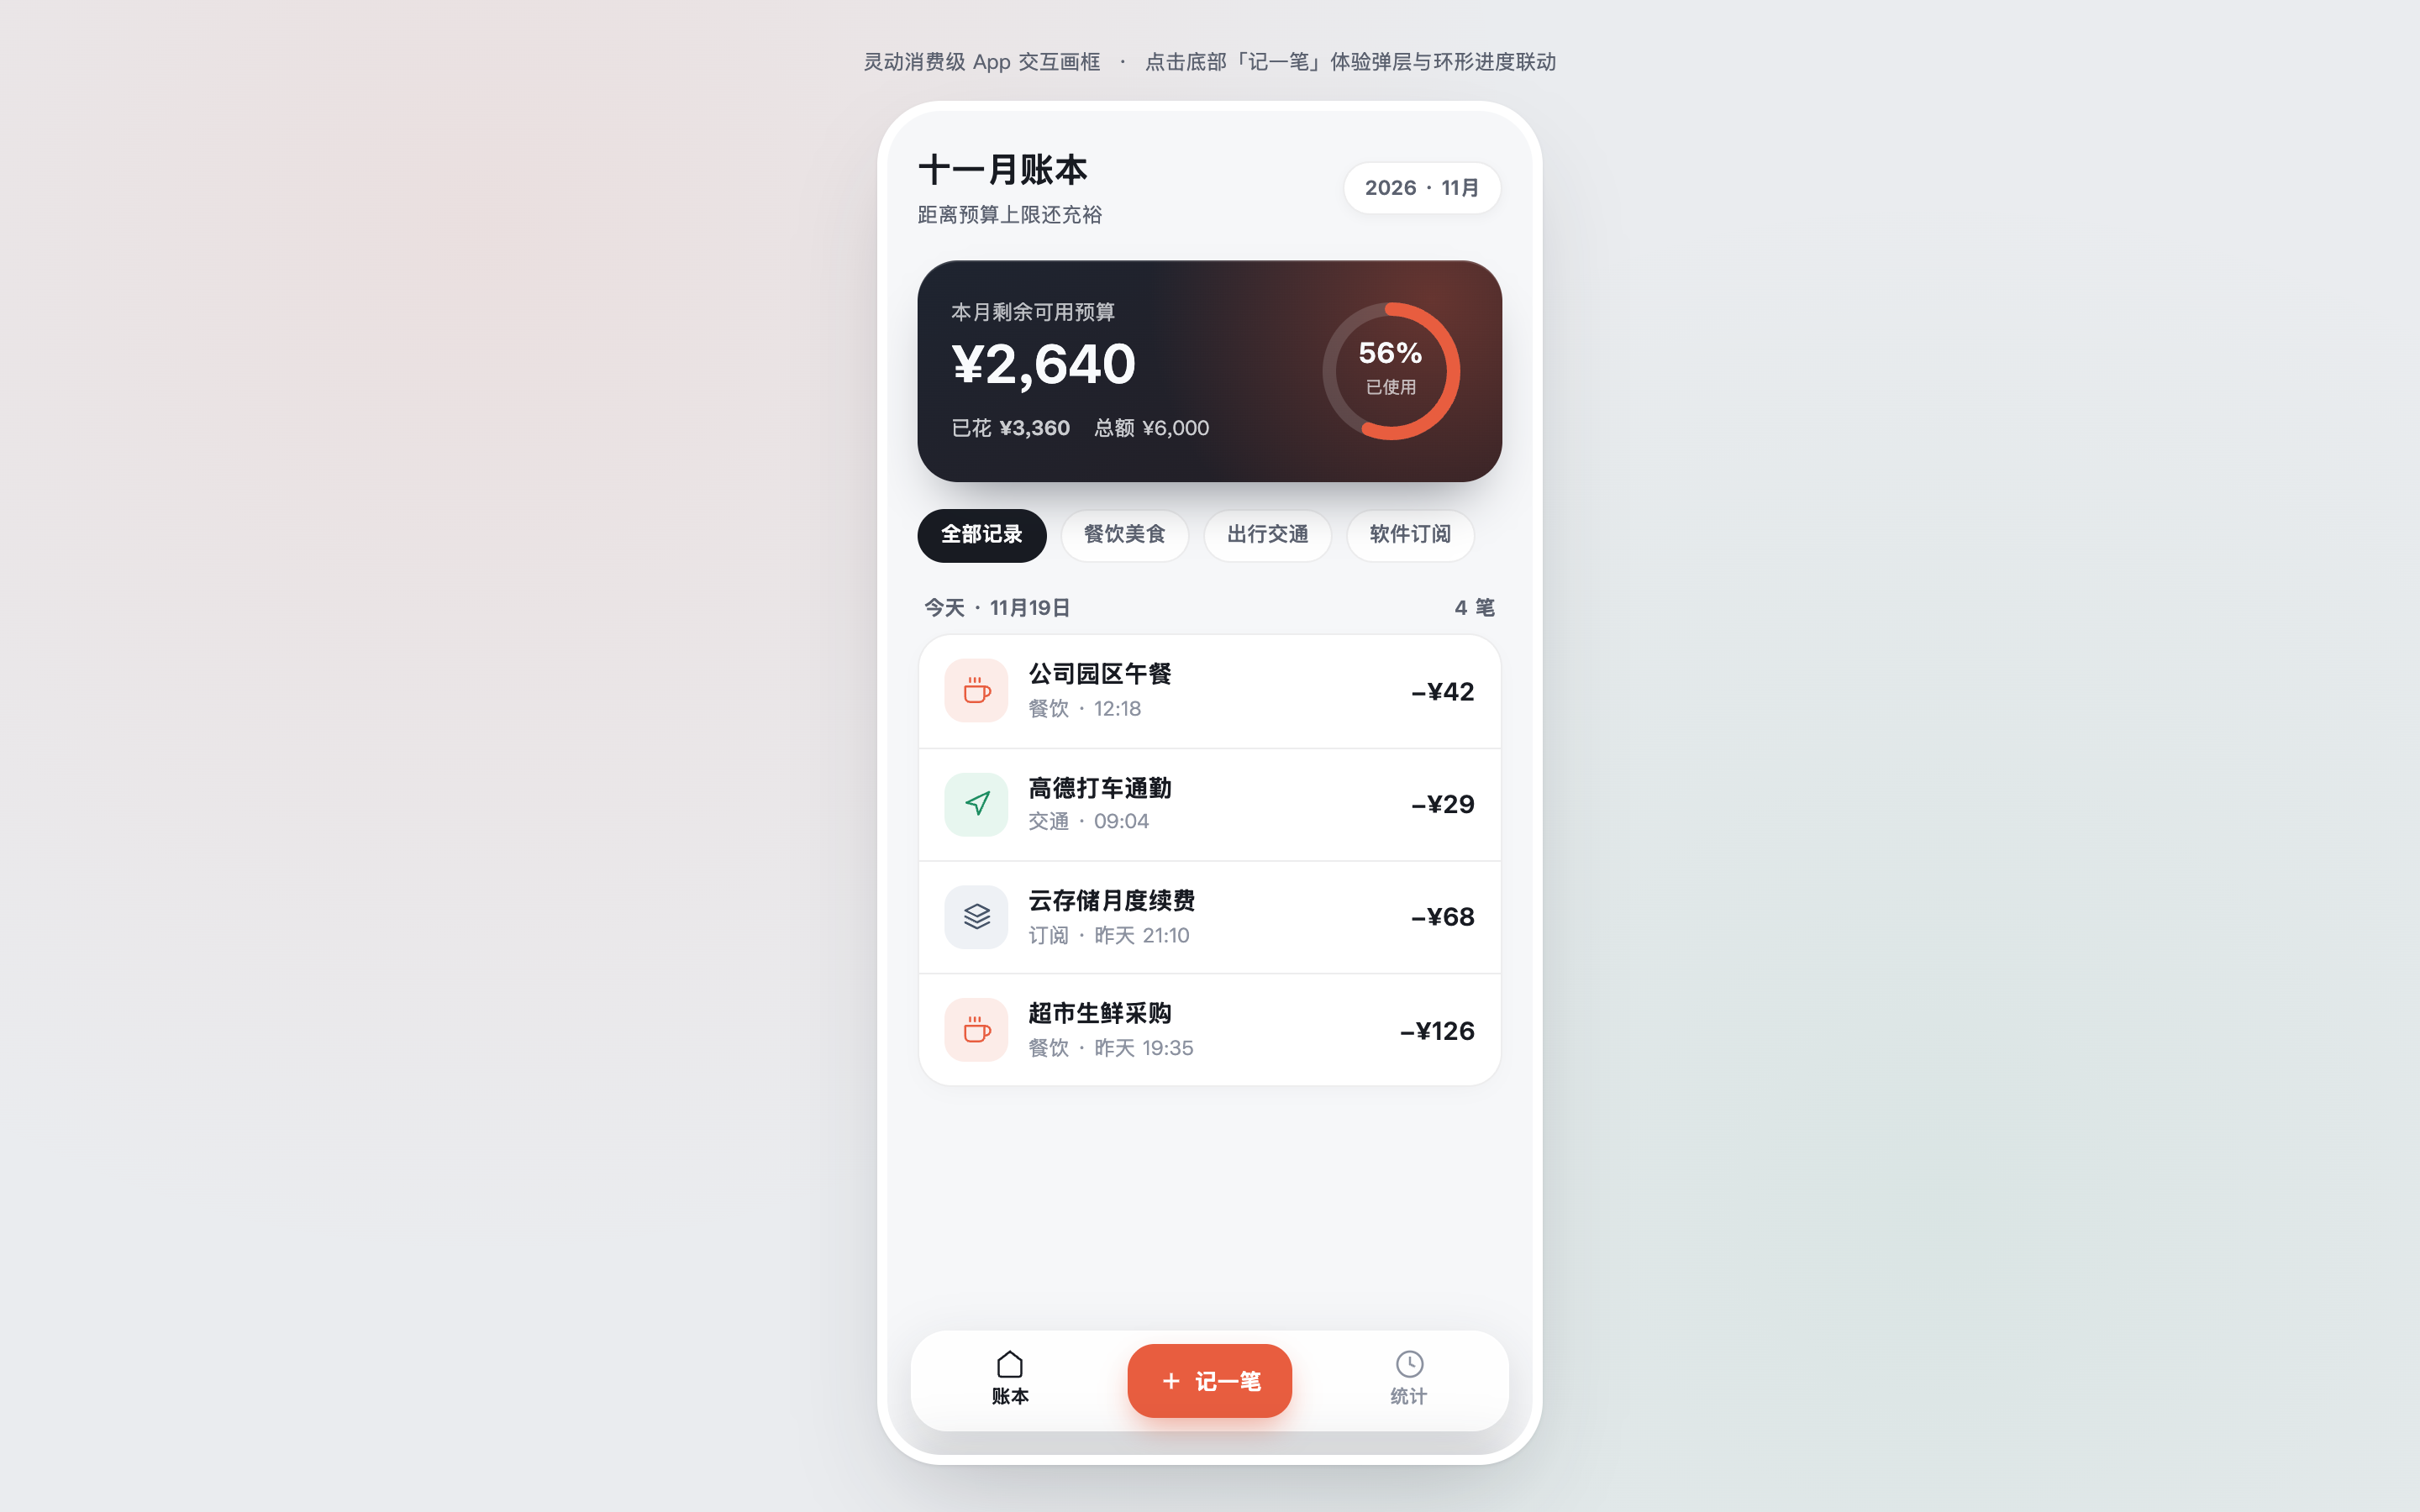 灵动消费级 App 交互画框 · 点击底部「记一笔」体验弹层与环形进度联动
十一月账本
距离预算上限还充裕
2026 · 11月
本月剩余可用预算
¥2,640
已花 ¥3,360 总额 ¥6,000
56%
已使用
全部记录 餐饮美食 出行交通 软件订阅
今天 · 11月19日 4 笔
公司园区午餐
餐饮 · 12:18
−¥42
高德打车通勤
交通 · 09:04
−¥29
云存储月度续费
订阅 · 昨天 21:10
−¥68
超市生鲜采购
餐饮 · 昨天 19:35
−¥126
账本
+ 记一笔
统计